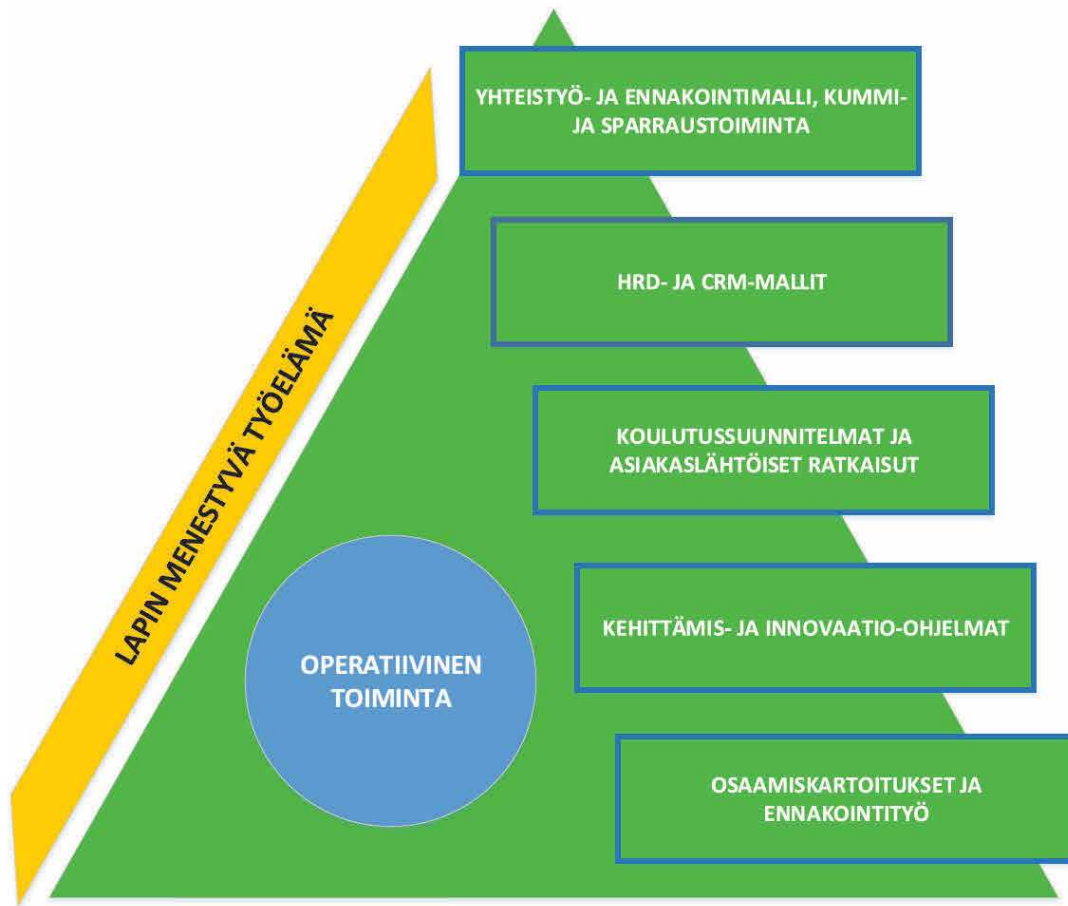 YHTEISTYÖ- JA ENNAKOINTIMALLI, KUMMI-
JA SPARRAUSTOIMINTA
HRD- JA CRM-MALLIT
KOULUTUSSUUNNITELMAT JA
ASIAKASLÄHTÖISET RATKAISUT
KEHITTÄMIS- JA INNOVAATIO-OHJELMAT
OSAAMISKARTOITUKSET JA
ENNAKOINTITYÖ
LAPIN MENESTYVÄ TYÖELÄMÄ
OPERATIIVINEN
TOIMINTA